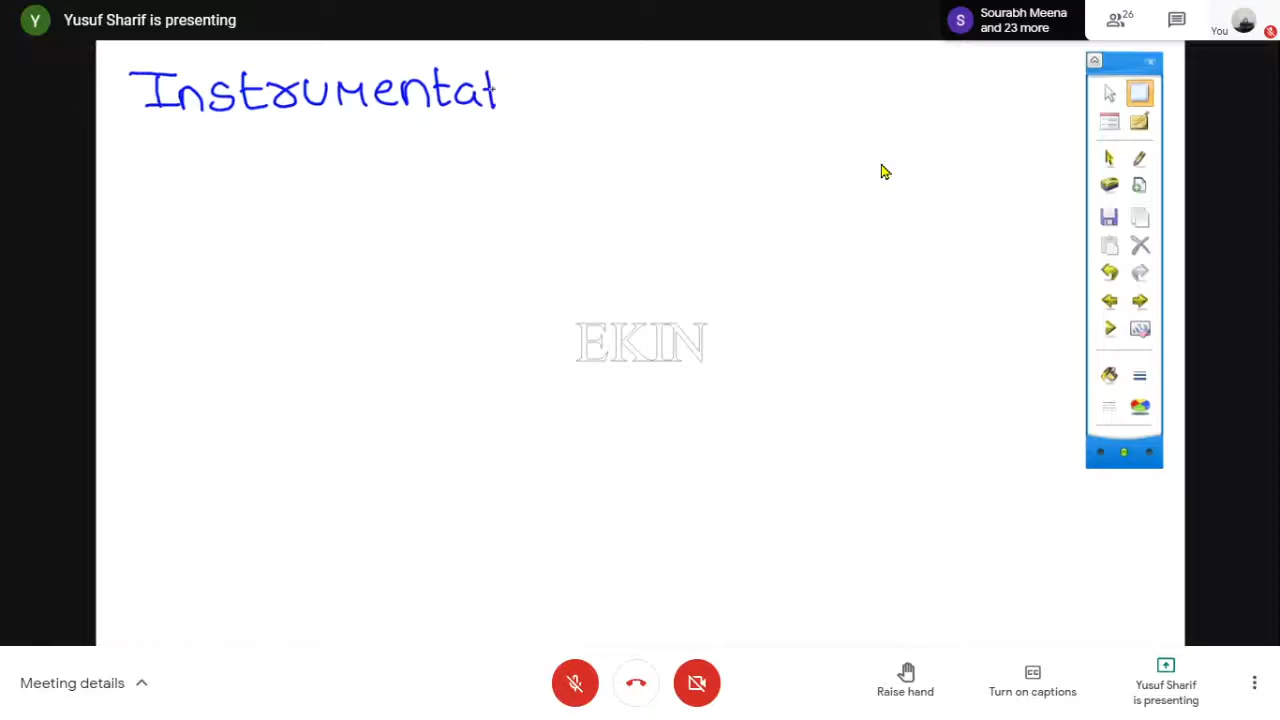 Y Yusuf Sharif is presenting
S Sourabh Meena
and 23 more
26
You
Instrumentat
EKIN
Meeting details
Raise hand
CC
Turn on captions
Yusuf Sharif
is presenting